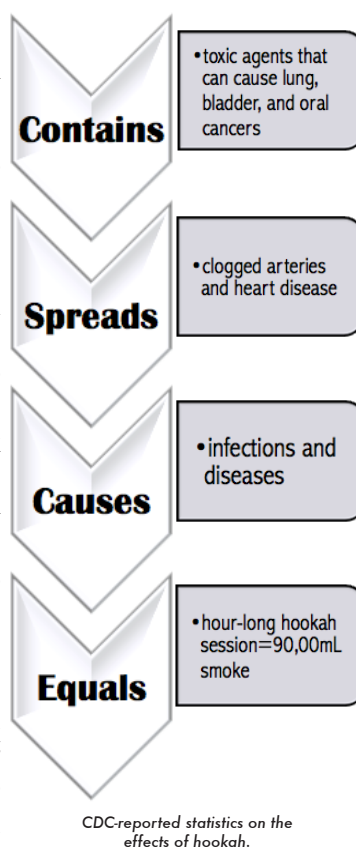 Contains
•toxic agents that
can cause lung,
bladder, and oral
cancers
Spreads
•clogged arteries
and heart disease
Causes
•infections and
diseases
Equals
•hour-long hookah
session=90,00mL
smoke
CDC-reported statistics on the
effects of hookah.